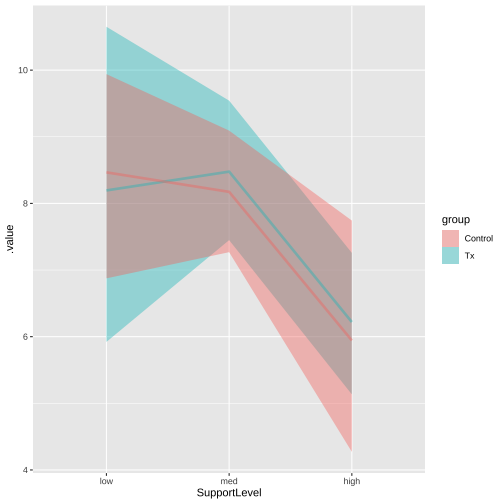 10
8
6
4
.value
low med high
SupportLevel
group
Control
Tx